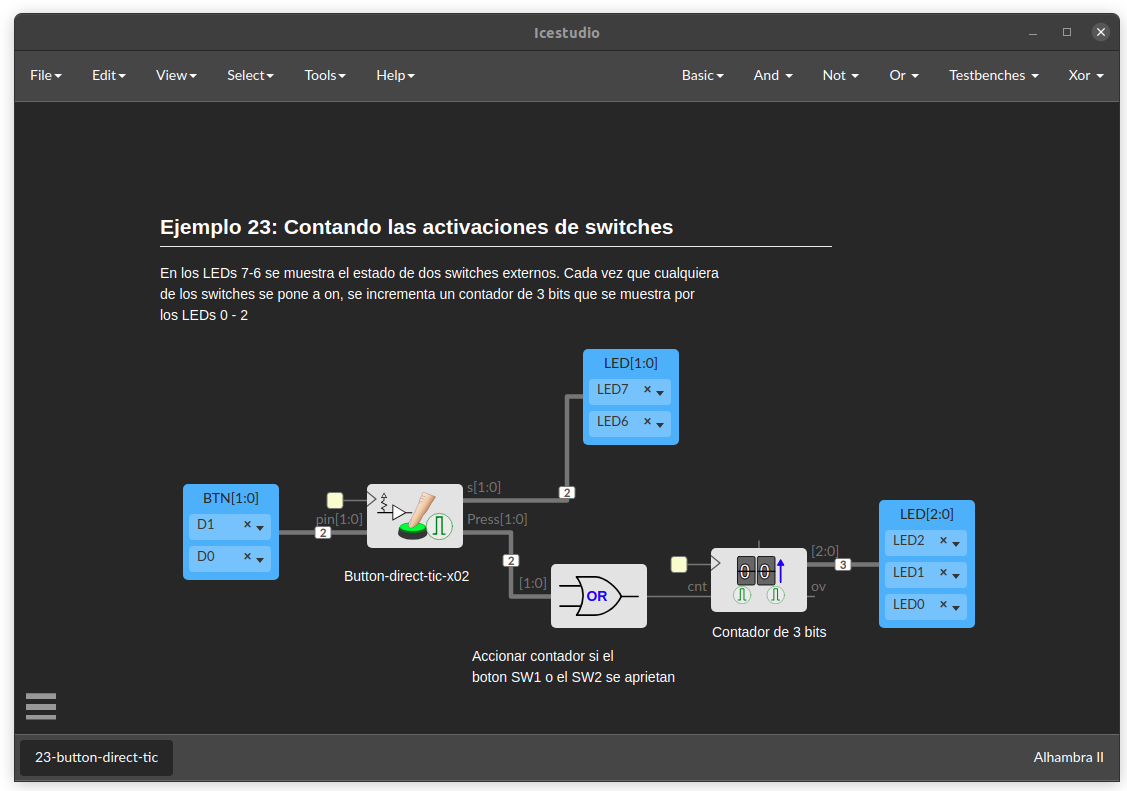 Icestudio
File Edit View Select Tools Help Basic And Not Or Testbenches Xor
Ejemplo 23: Contando las activaciones de switches
En los LEDs 7-6 se muestra el estado de dos switches externos. Cada vez que cualquiera
de los switches se pone a on, se incrementa un contador de 3 bits que se muestra por
los LEDs 0 - 2
LED[1:0]
LED7
LED6
BTN[1:0]
D1
D0
pin[1:0]
2
s[1:0]
2
Press[1:0]
2
Button-direct-tic-x02
[1:0]
OR
Accionar contador si el
boton SW1 o el SW2 se aprietan
cnt
0 0
[2:0]
3
ov
Contador de 3 bits
LED[2:0]
LED2
LED1
LED0
23-button-direct-tic
Alhambra II